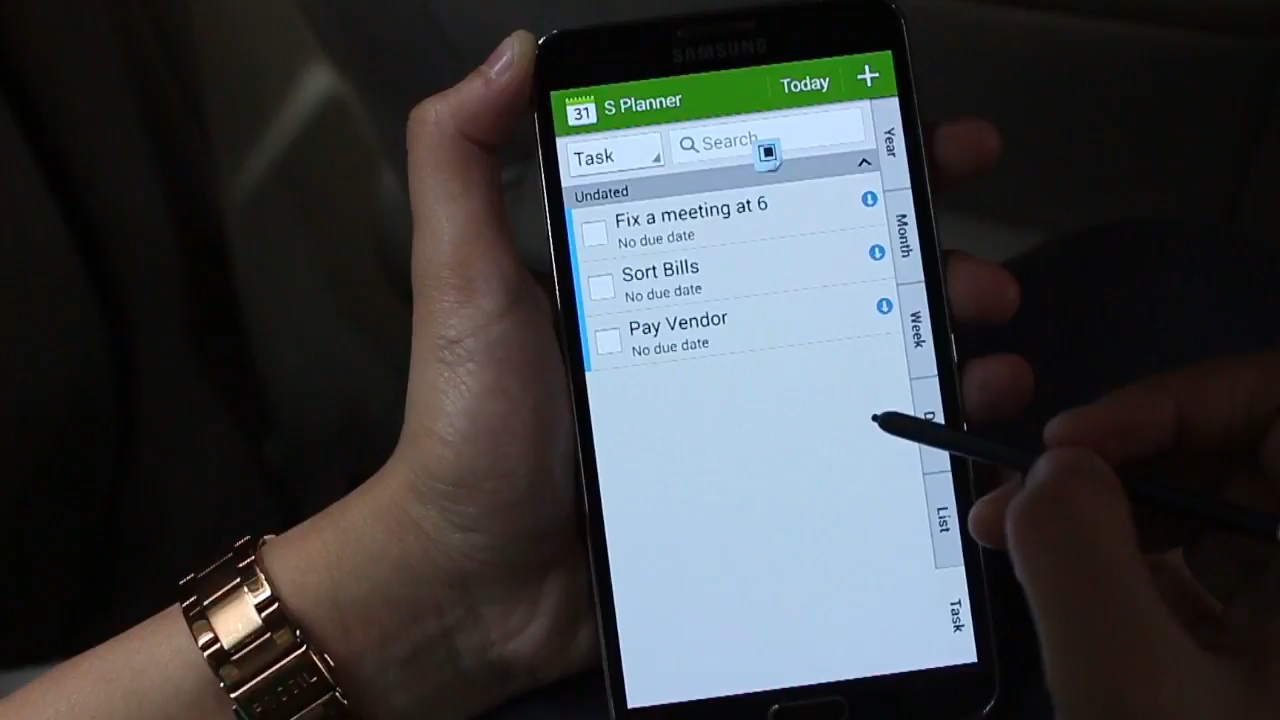 SAMSUNG
31 S Planner Today +
Task Search
Undated
Fix a meeting at 6
No due date
Sort Bills
No due date
Pay Vendor
No due date
Year
Month
Week
List
Task
FOSSIL